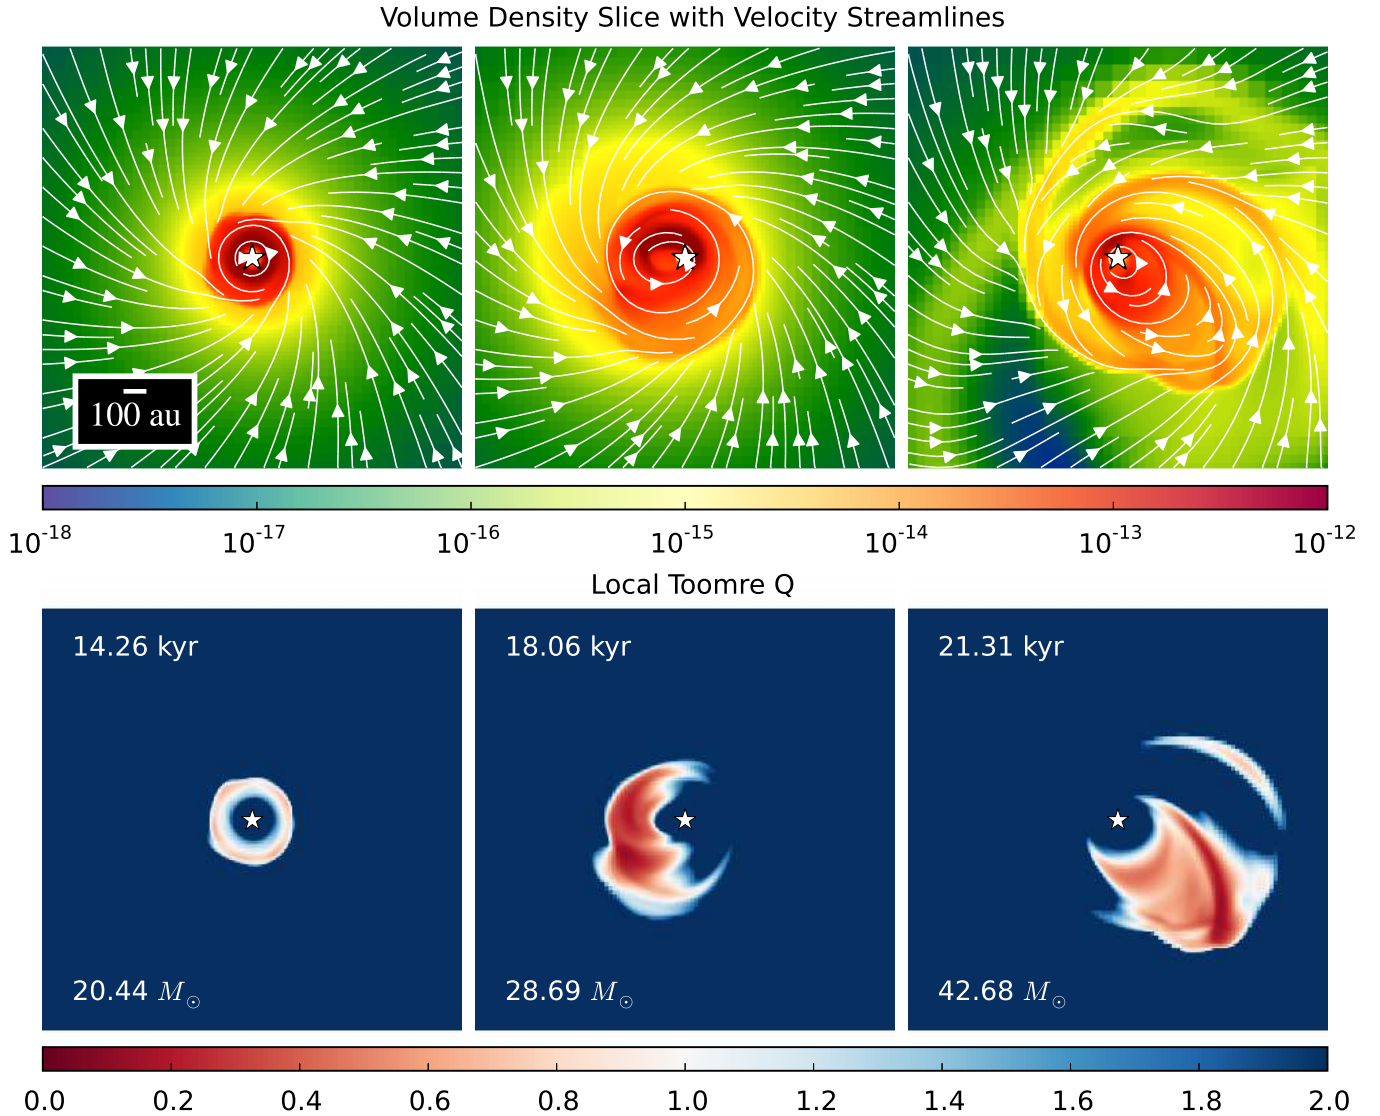 Volume Density Slice with Velocity Streamlines
100 au
10⁻¹⁸ 10⁻¹⁷ 10⁻¹⁶ 10⁻¹⁵ 10⁻¹⁴ 10⁻¹³ 10⁻¹²
Local Toomre Q
14.26 kyr 18.06 kyr 21.31 kyr
20.44 M☉ 28.69 M☉ 42.68 M☉
0.0 0.2 0.4 0.6 0.8 1.0 1.2 1.4 1.6 1.8 2.0